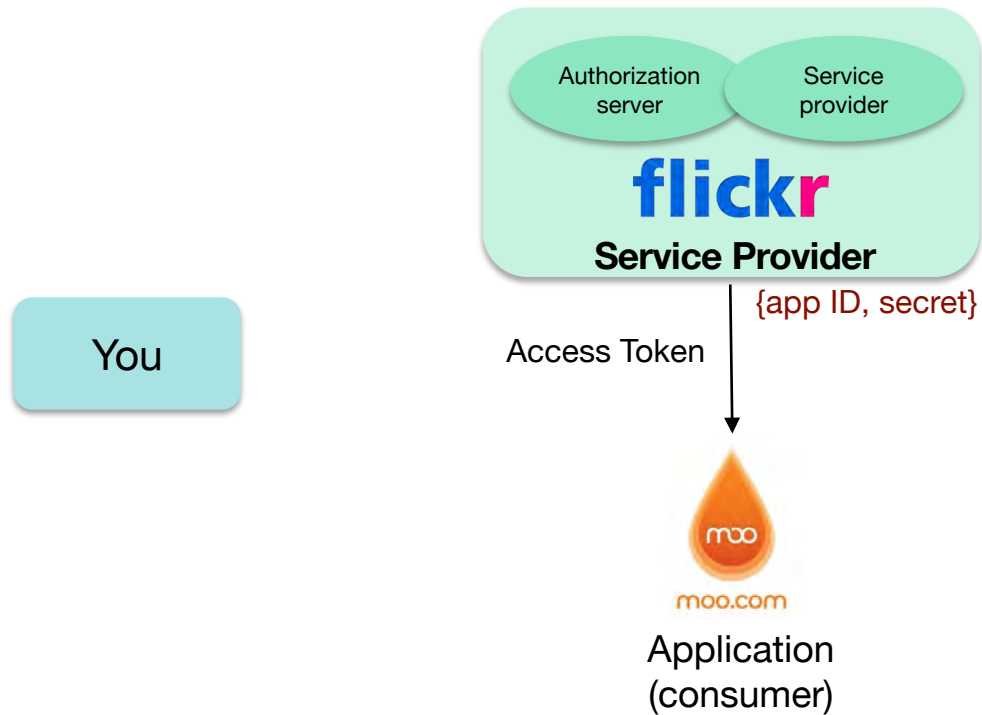 Authorization
server
Service
provider
flickr
Service Provider
{app ID, secret}
You
Access Token
moo
moo.com
Application
(consumer)